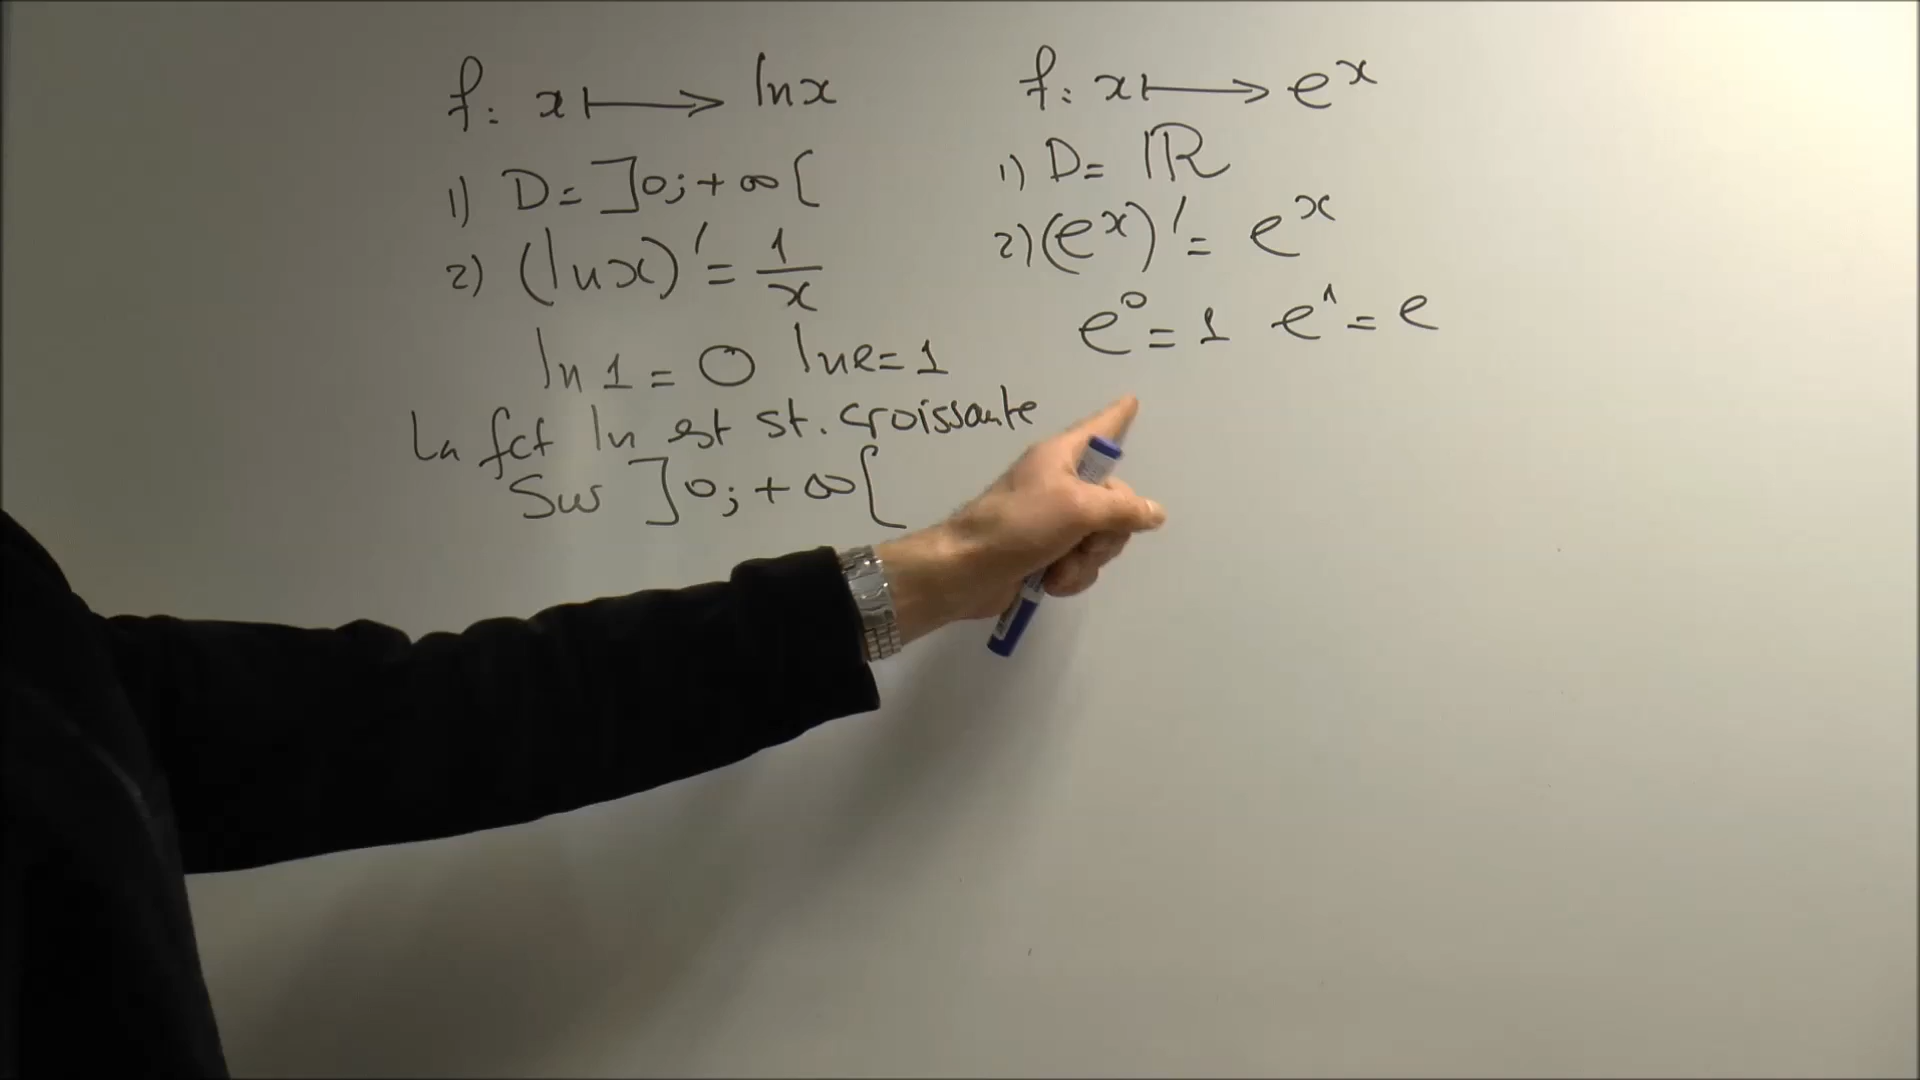 f: x ⟼ ln x
1) D = ]0; +∞[
2) (ln x)' = 1/x
ln 1 = 0 ln e = 1
La fct ln est st. croissante
sur ]0; +∞[
f: x ⟼ e^x
1) D = ℝ
2) (e^x)' = e^x
e^0 = 1 e^1 = e